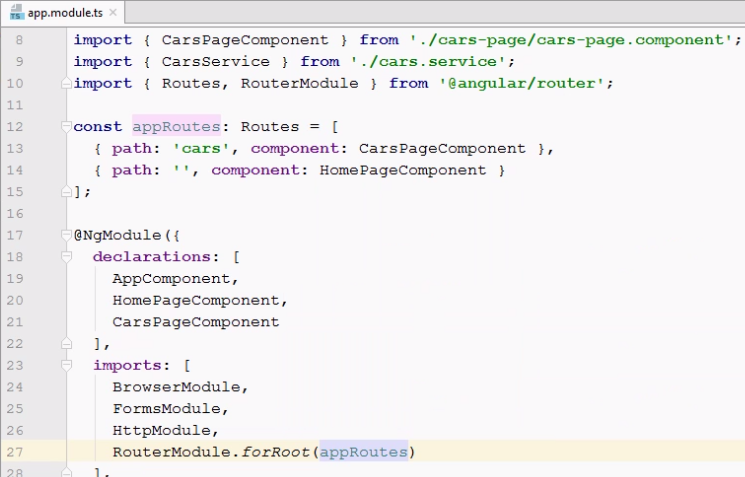 app.module.ts ×
8 import { CarsPageComponent } from './cars-page/cars-page.component';
9 import { CarsService } from './cars.service';
10 import { Routes, RouterModule } from '@angular/router';
11
12 const appRoutes: Routes = [
13 { path: 'cars', component: CarsPageComponent },
14 { path: '', component: HomePageComponent }
15 ];
16
17 @NgModule({
18 declarations: [
19 AppComponent,
20 HomePageComponent,
21 CarsPageComponent
22 ],
23 imports: [
24 BrowserModule,
25 FormsModule,
26 HttpModule,
27 RouterModule.forRoot(appRoutes)
28 ],